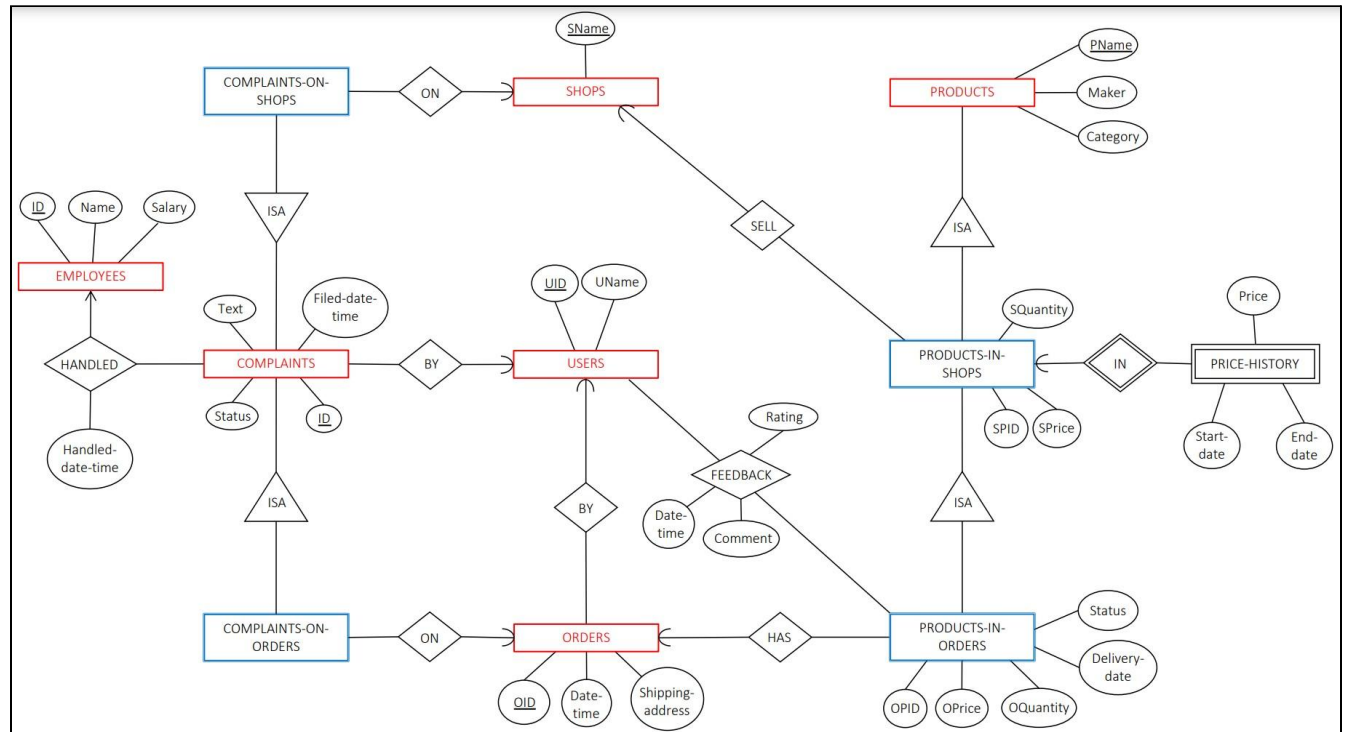 SName
COMPLAINTS-ON-
SHOPS
ON
SHOPS
PName
PRODUCTS
Maker
Category
ISA
ID
Name
Salary
EMPLOYEES
SELL
ISA
UID
UName
Text
Filed-date-
time
SQuantity
Price
HANDLED
COMPLAINTS
BY
USERS
PRODUCTS-IN-
SHOPS
IN
PRICE-HISTORY
Status
ID
Handled-
date-time
SPID
SPrice
Start-
date
End-
date
Rating
FEEDBACK
Date-
time
Comment
ISA
BY
ISA
COMPLAINTS-ON-
ORDERS
ON
ORDERS
HAS
PRODUCTS-IN-
ORDERS
Status
Delivery-
date
OID
Date-
time
Shipping-
address
OPID
OPrice
OQuantity